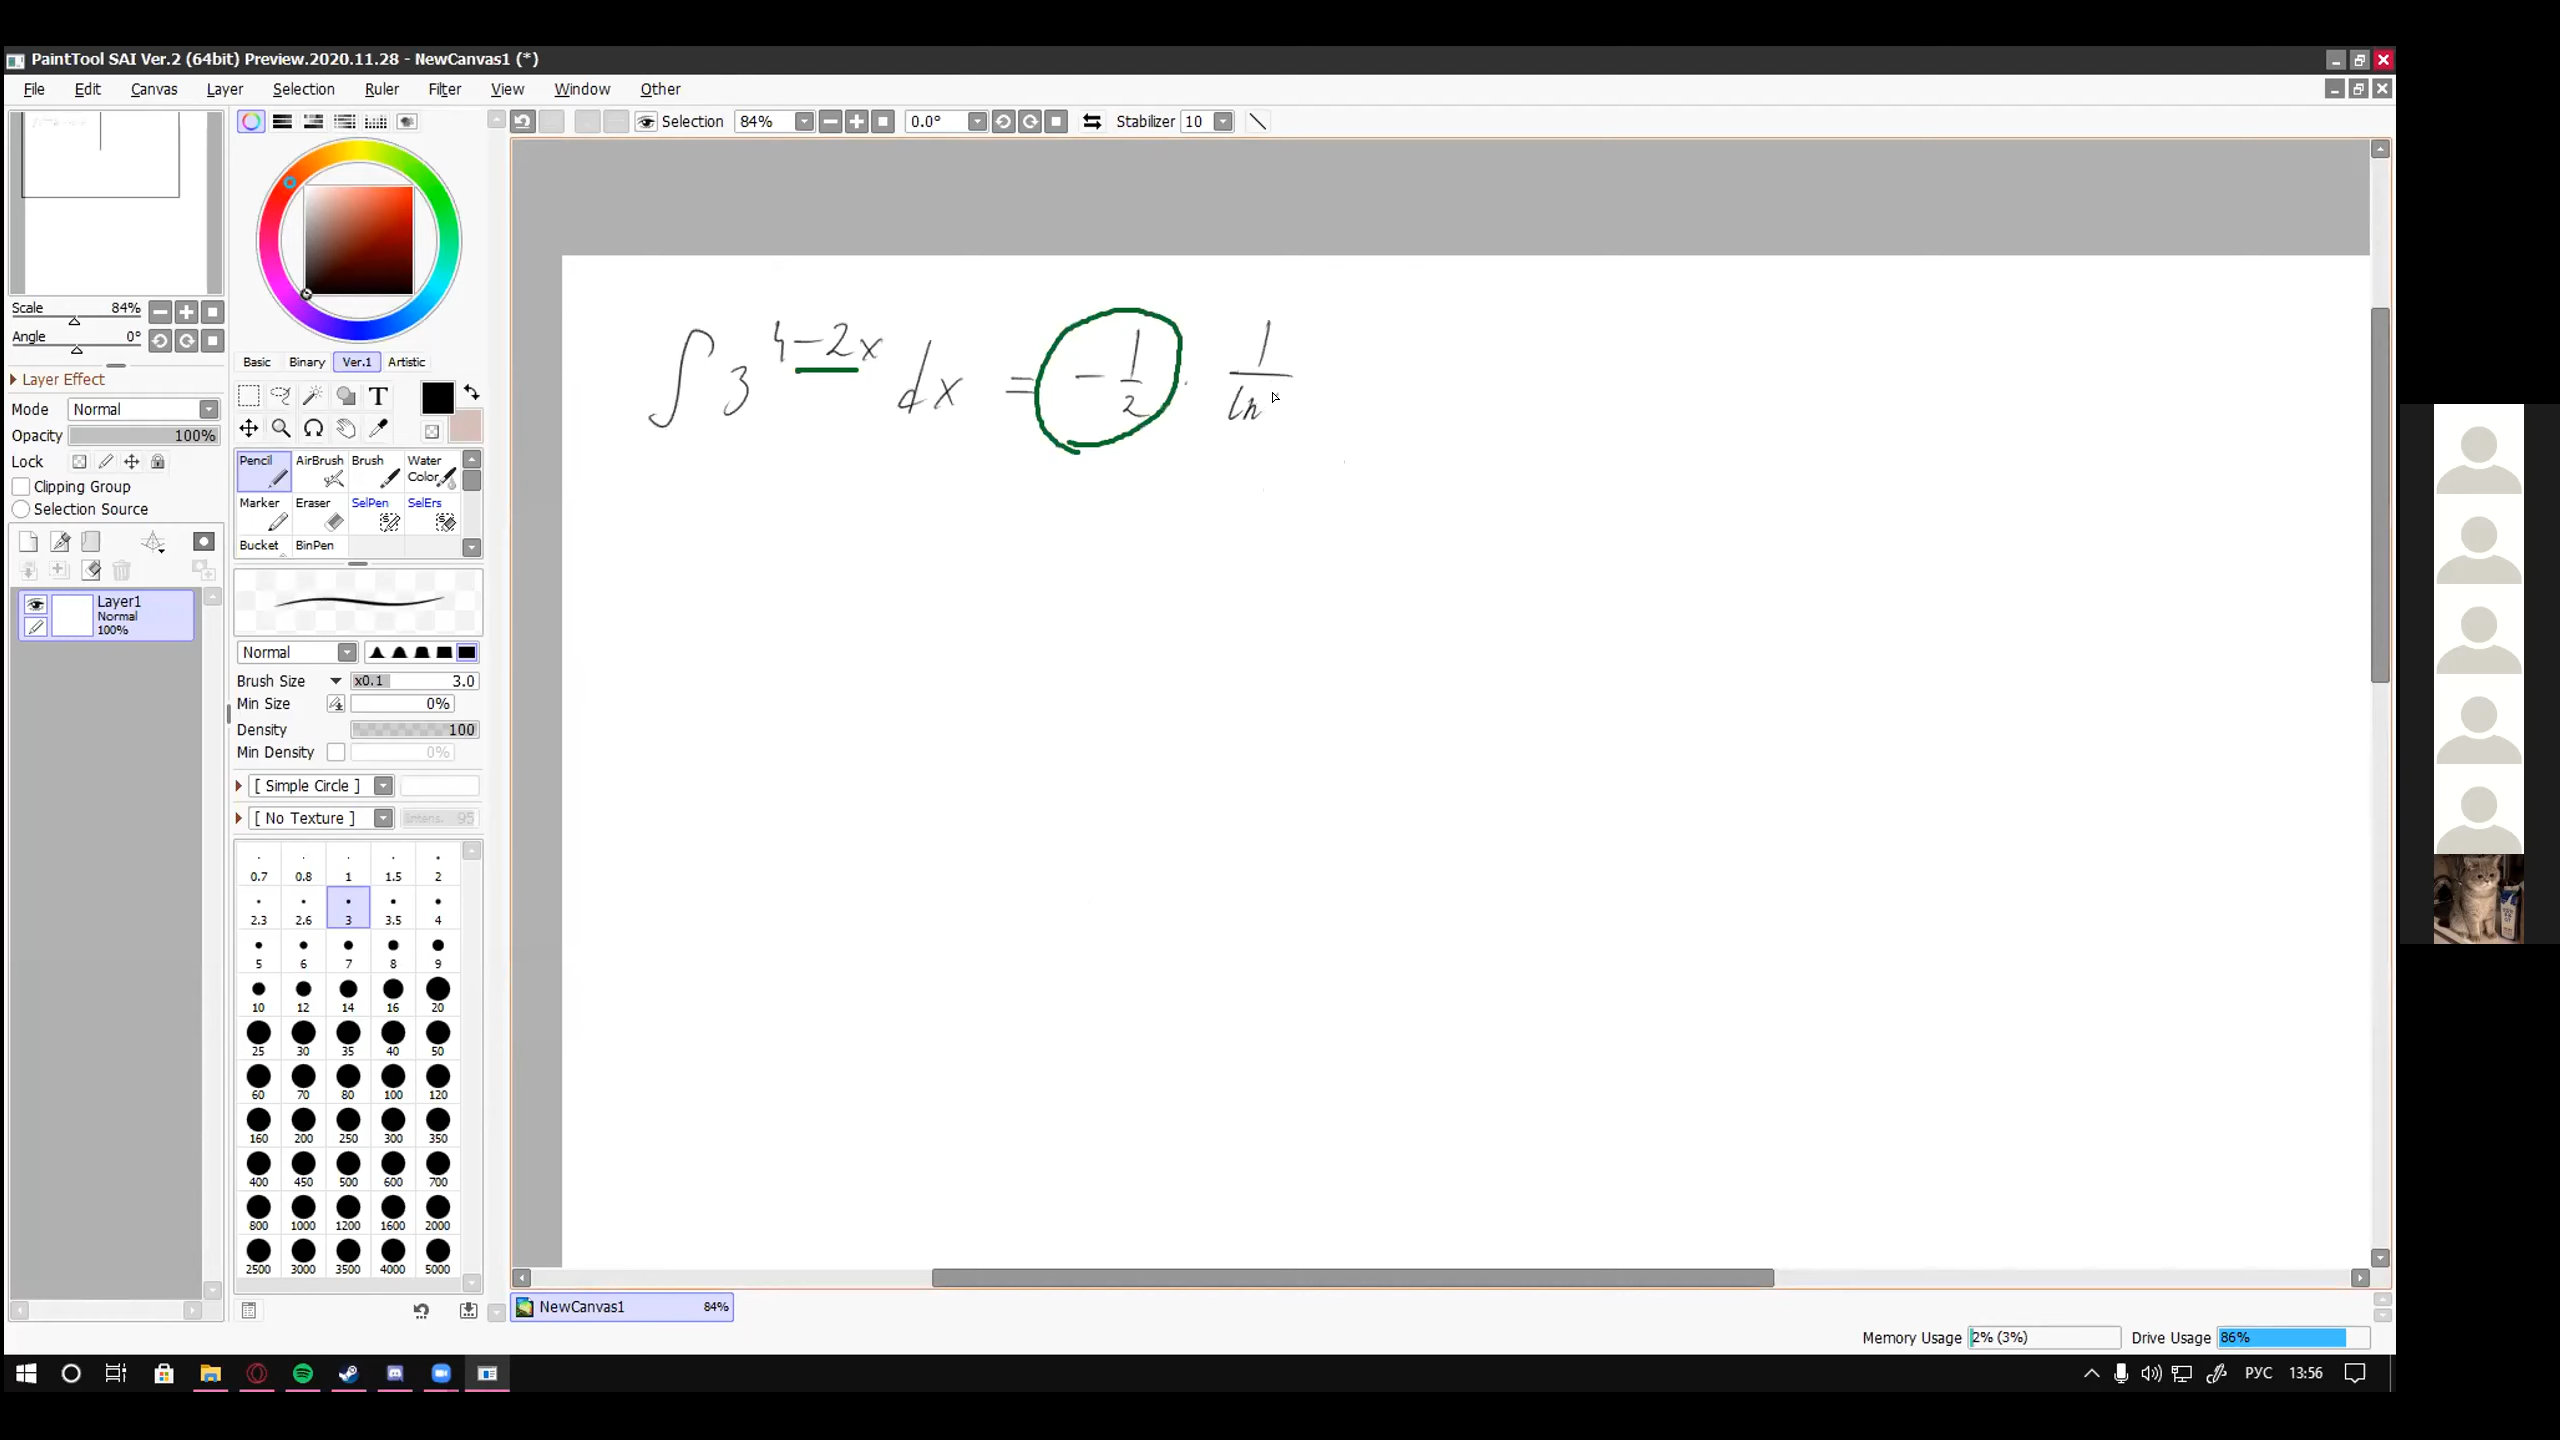 PaintTool SAI Ver.2 (64bit) Preview.2020.11.28 - NewCanvas1 (*)
File Edit Canvas Layer Selection Ruler Filter View Window Other
Selection 84% 0.0° Stabilizer 10
Scale 84%
Angle 0°
Layer Effect
Mode Normal
Opacity 100%
Lock
Clipping Group
Selection Source
Layer1
Normal
100%
Basic Binary Ver.1 Artistic
T
Pencil AirBrush Brush Water Color
Marker Eraser SelPen SelErs
Bucket BinPen
Normal
Brush Size x0.1 3.0
Min Size 0%
Density 100
Min Density 0%
[ Simple Circle ]
[ No Texture ] Intens. 95
0.7 0.8 1 1.5 2
2.3 2.6 3 3.5 4
5 6 7 8 9
10 12 14 16 20
25 30 35 40 50
60 70 80 100 120
160 200 250 300 350
400 450 500 600 700
800 1000 1200 1600 2000
2500 3000 3500 4000 5000
∫ 3^{4-2x} dx = -1/2 · 1/ln
NewCanvas1 84%
Memory Usage 2% (3%) Drive Usage 86%
РУС 13:56